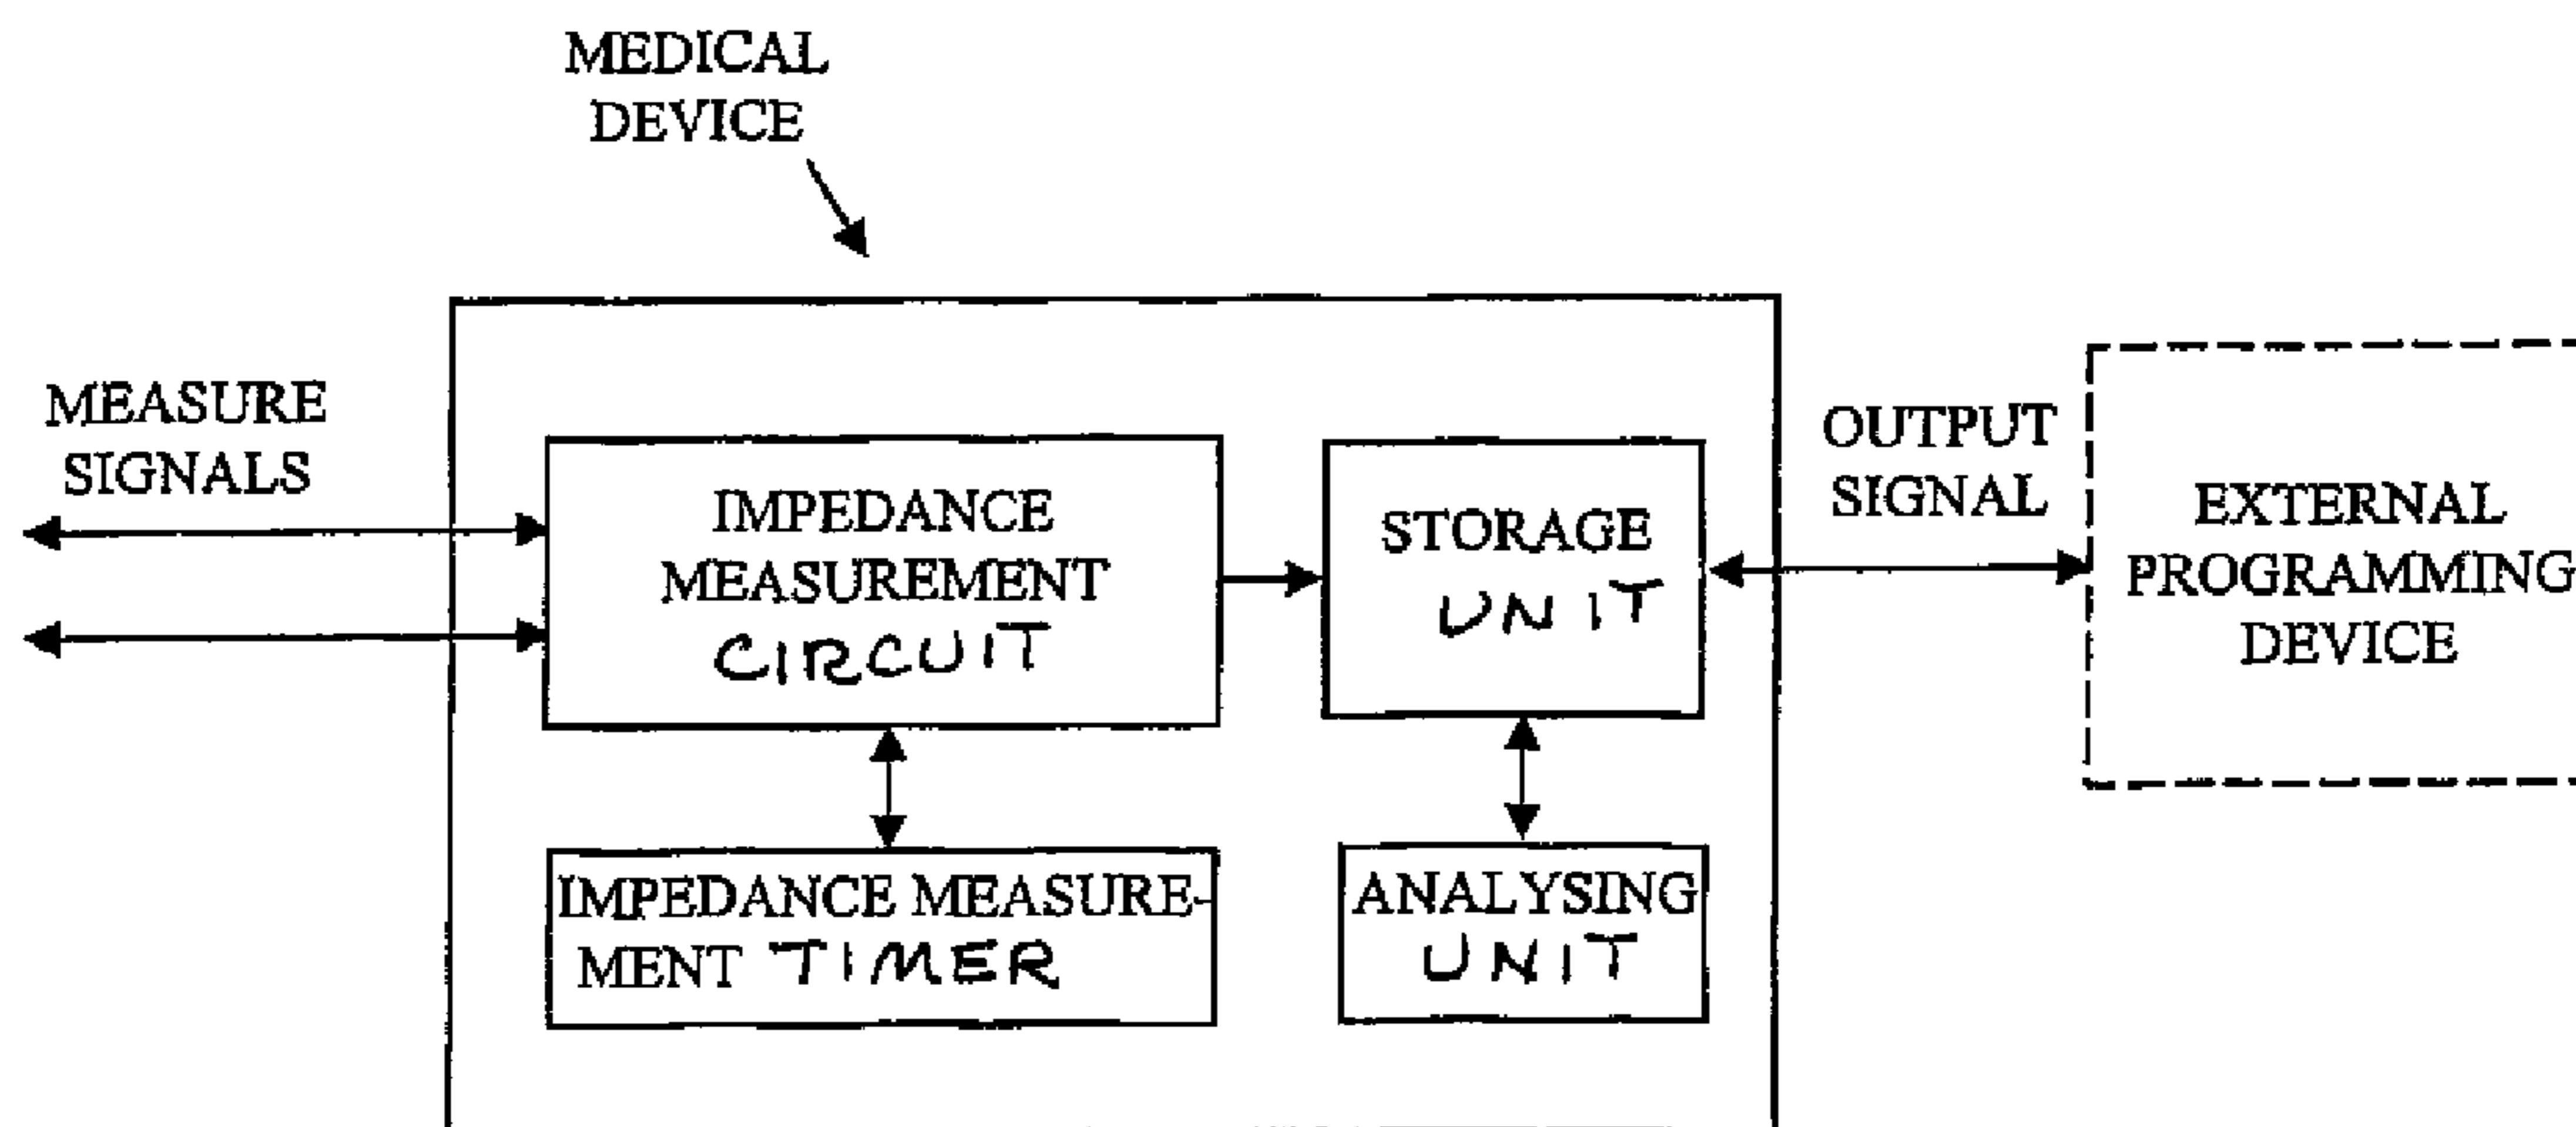 MEDICAL
DEVICE
MEASURE
SIGNALS
IMPEDANCE
MEASUREMENT
CIRCUIT
STORAGE
UNIT
OUTPUT
SIGNAL
EXTERNAL
PROGRAMMING
DEVICE
IMPEDANCE MEASURE-
MENT TIMER
ANALYSING
UNIT